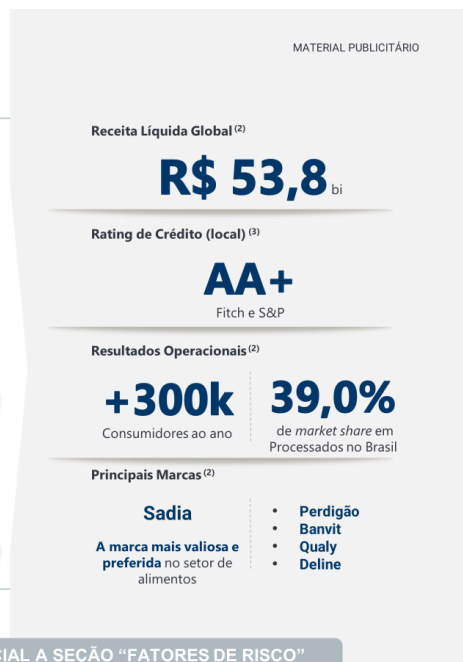 MATERIAL PUBLICITÁRIO
Receita Líquida Global (2)
R$ 53,8 bi
Rating de Crédito (local) (3)
AA+
Fitch e S&P
Resultados Operacionais (2)
+300k
Consumidores ao ano
39,0%
de market share em
Processados no Brasil
Principais Marcas (2)
Sadia
A marca mais valiosa e
preferida no setor de
alimentos
• Perdigão
• Banvit
• Qualy
• Deline
A SEÇÃO “FATORES DE RISCO”